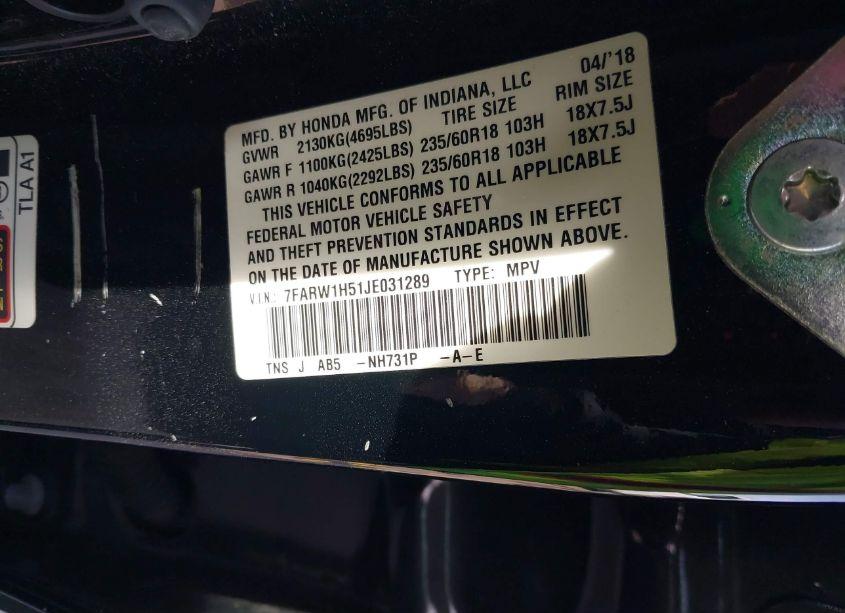 MFD. BY HONDA MFG. OF INDIANA, LLC 04/'18
GVWR 2130KG(4695LBS) TIRE SIZE RIM SIZE
GAWR F 1100KG(2425LBS) 235/60R18 103H 18X7.5J
GAWR R 1040KG(2292LBS) 235/60R18 103H 18X7.5J
THIS VEHICLE CONFORMS TO ALL APPLICABLE
FEDERAL MOTOR VEHICLE SAFETY
AND THEFT PREVENTION STANDARDS IN EFFECT
ON THE DATE OF MANUFACTURE SHOWN ABOVE.
V.I.N.: 7FARW1H51JE031289 TYPE: MPV
TNS J AB5 -NH731P -A-E
TLA A1